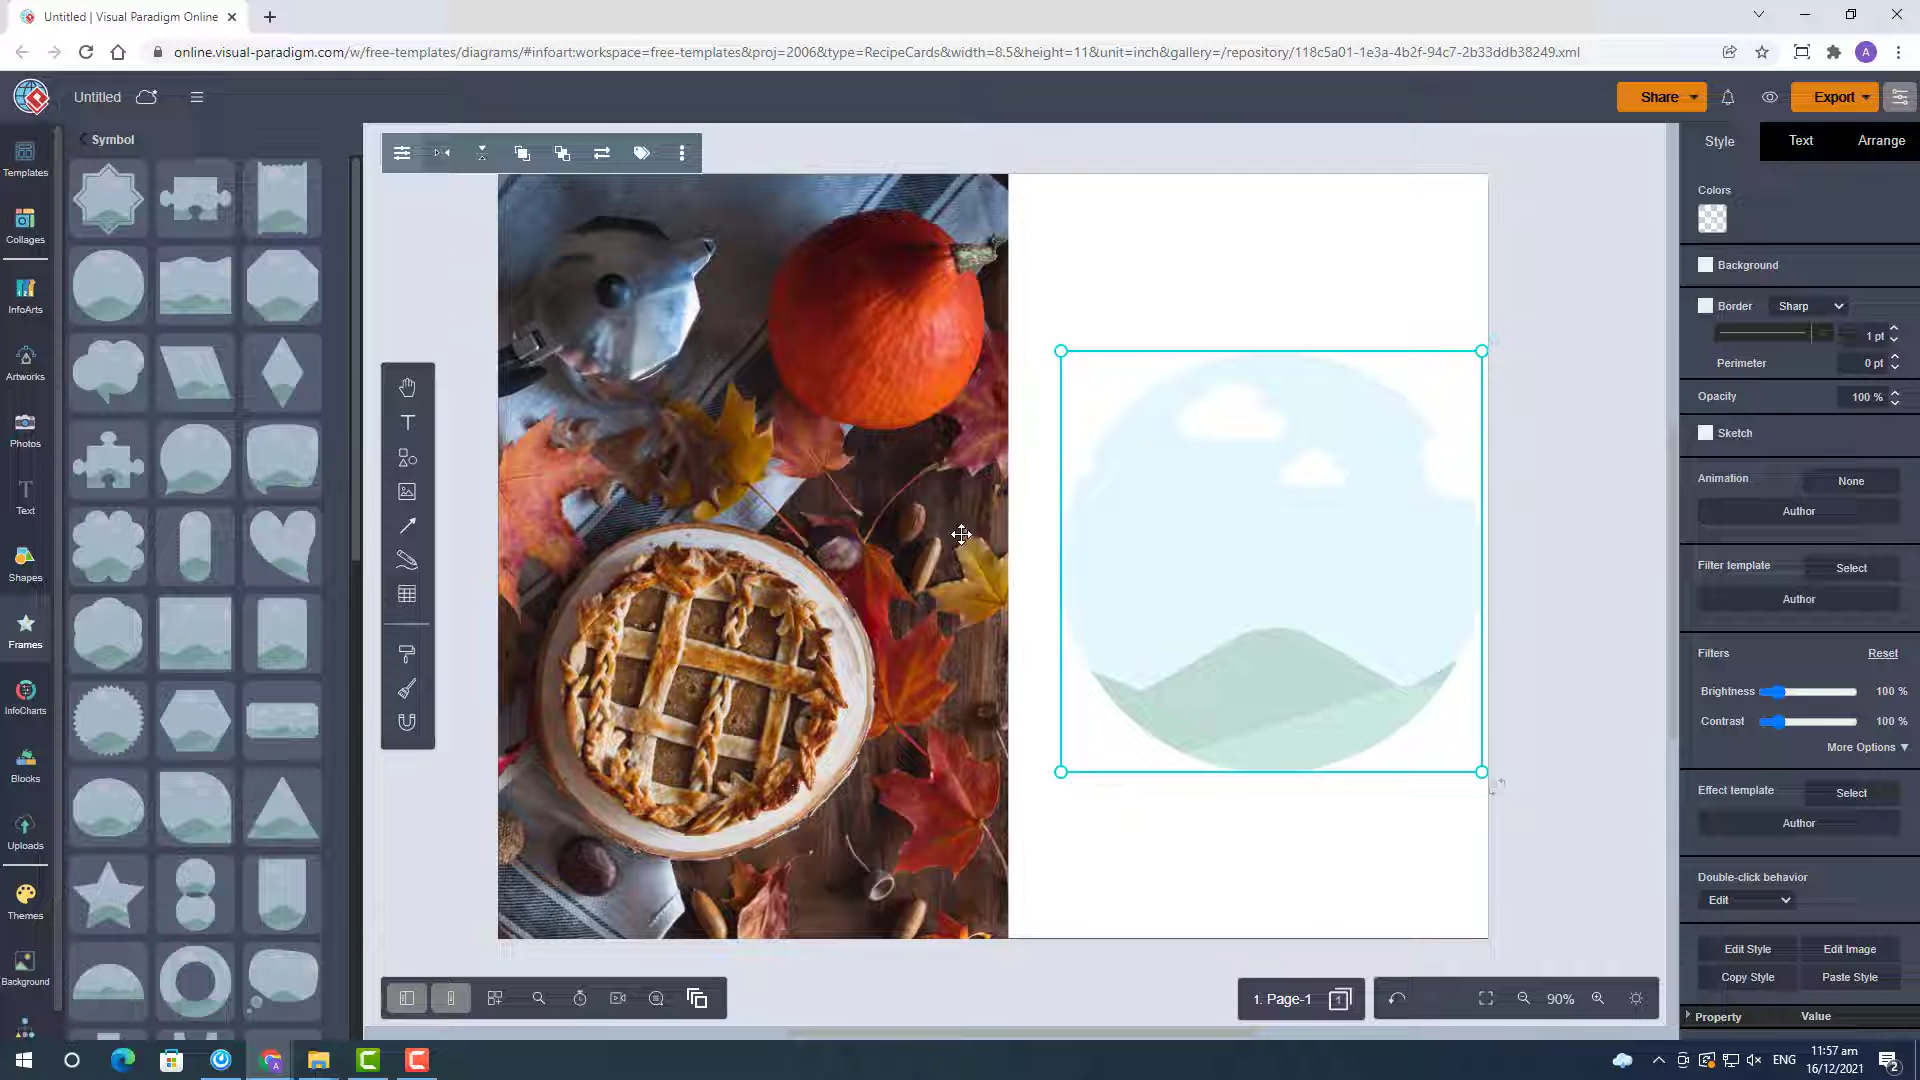 Untitled | Visual Paradigm Online
online.visual-paradigm.com/w/free-templates/diagrams/#infoart:workspace=free-templates&proj=2006&type=RecipeCards&width=8.5&height=11&unit=inch&gallery=/repository/118c5a01-1e3a-4b2f-94c7-2b33ddb38249.xml
A
Untitled
Share
Export
Templates
Collages
InfoArts
Artworks
Photos
Text
Shapes
Frames
InfoCharts
Blocks
Uploads
Themes
Background
Symbol
T
1. Page-1
1
90%
Style
Text
Arrange
Colors
Background
Border
Sharp
1 pt
Perimeter
0 pt
Opacity
100 %
Sketch
Animation
None
Author
Filter template
Select
Author
Filters
Reset
Brightness
100 %
Contrast
100 %
More Options ▼
Effect template
Select
Author
Double-click behavior
Edit
Edit Style
Edit Image
Copy Style
Paste Style
Property
Value
ENG
11:57 am
16/12/2021
2